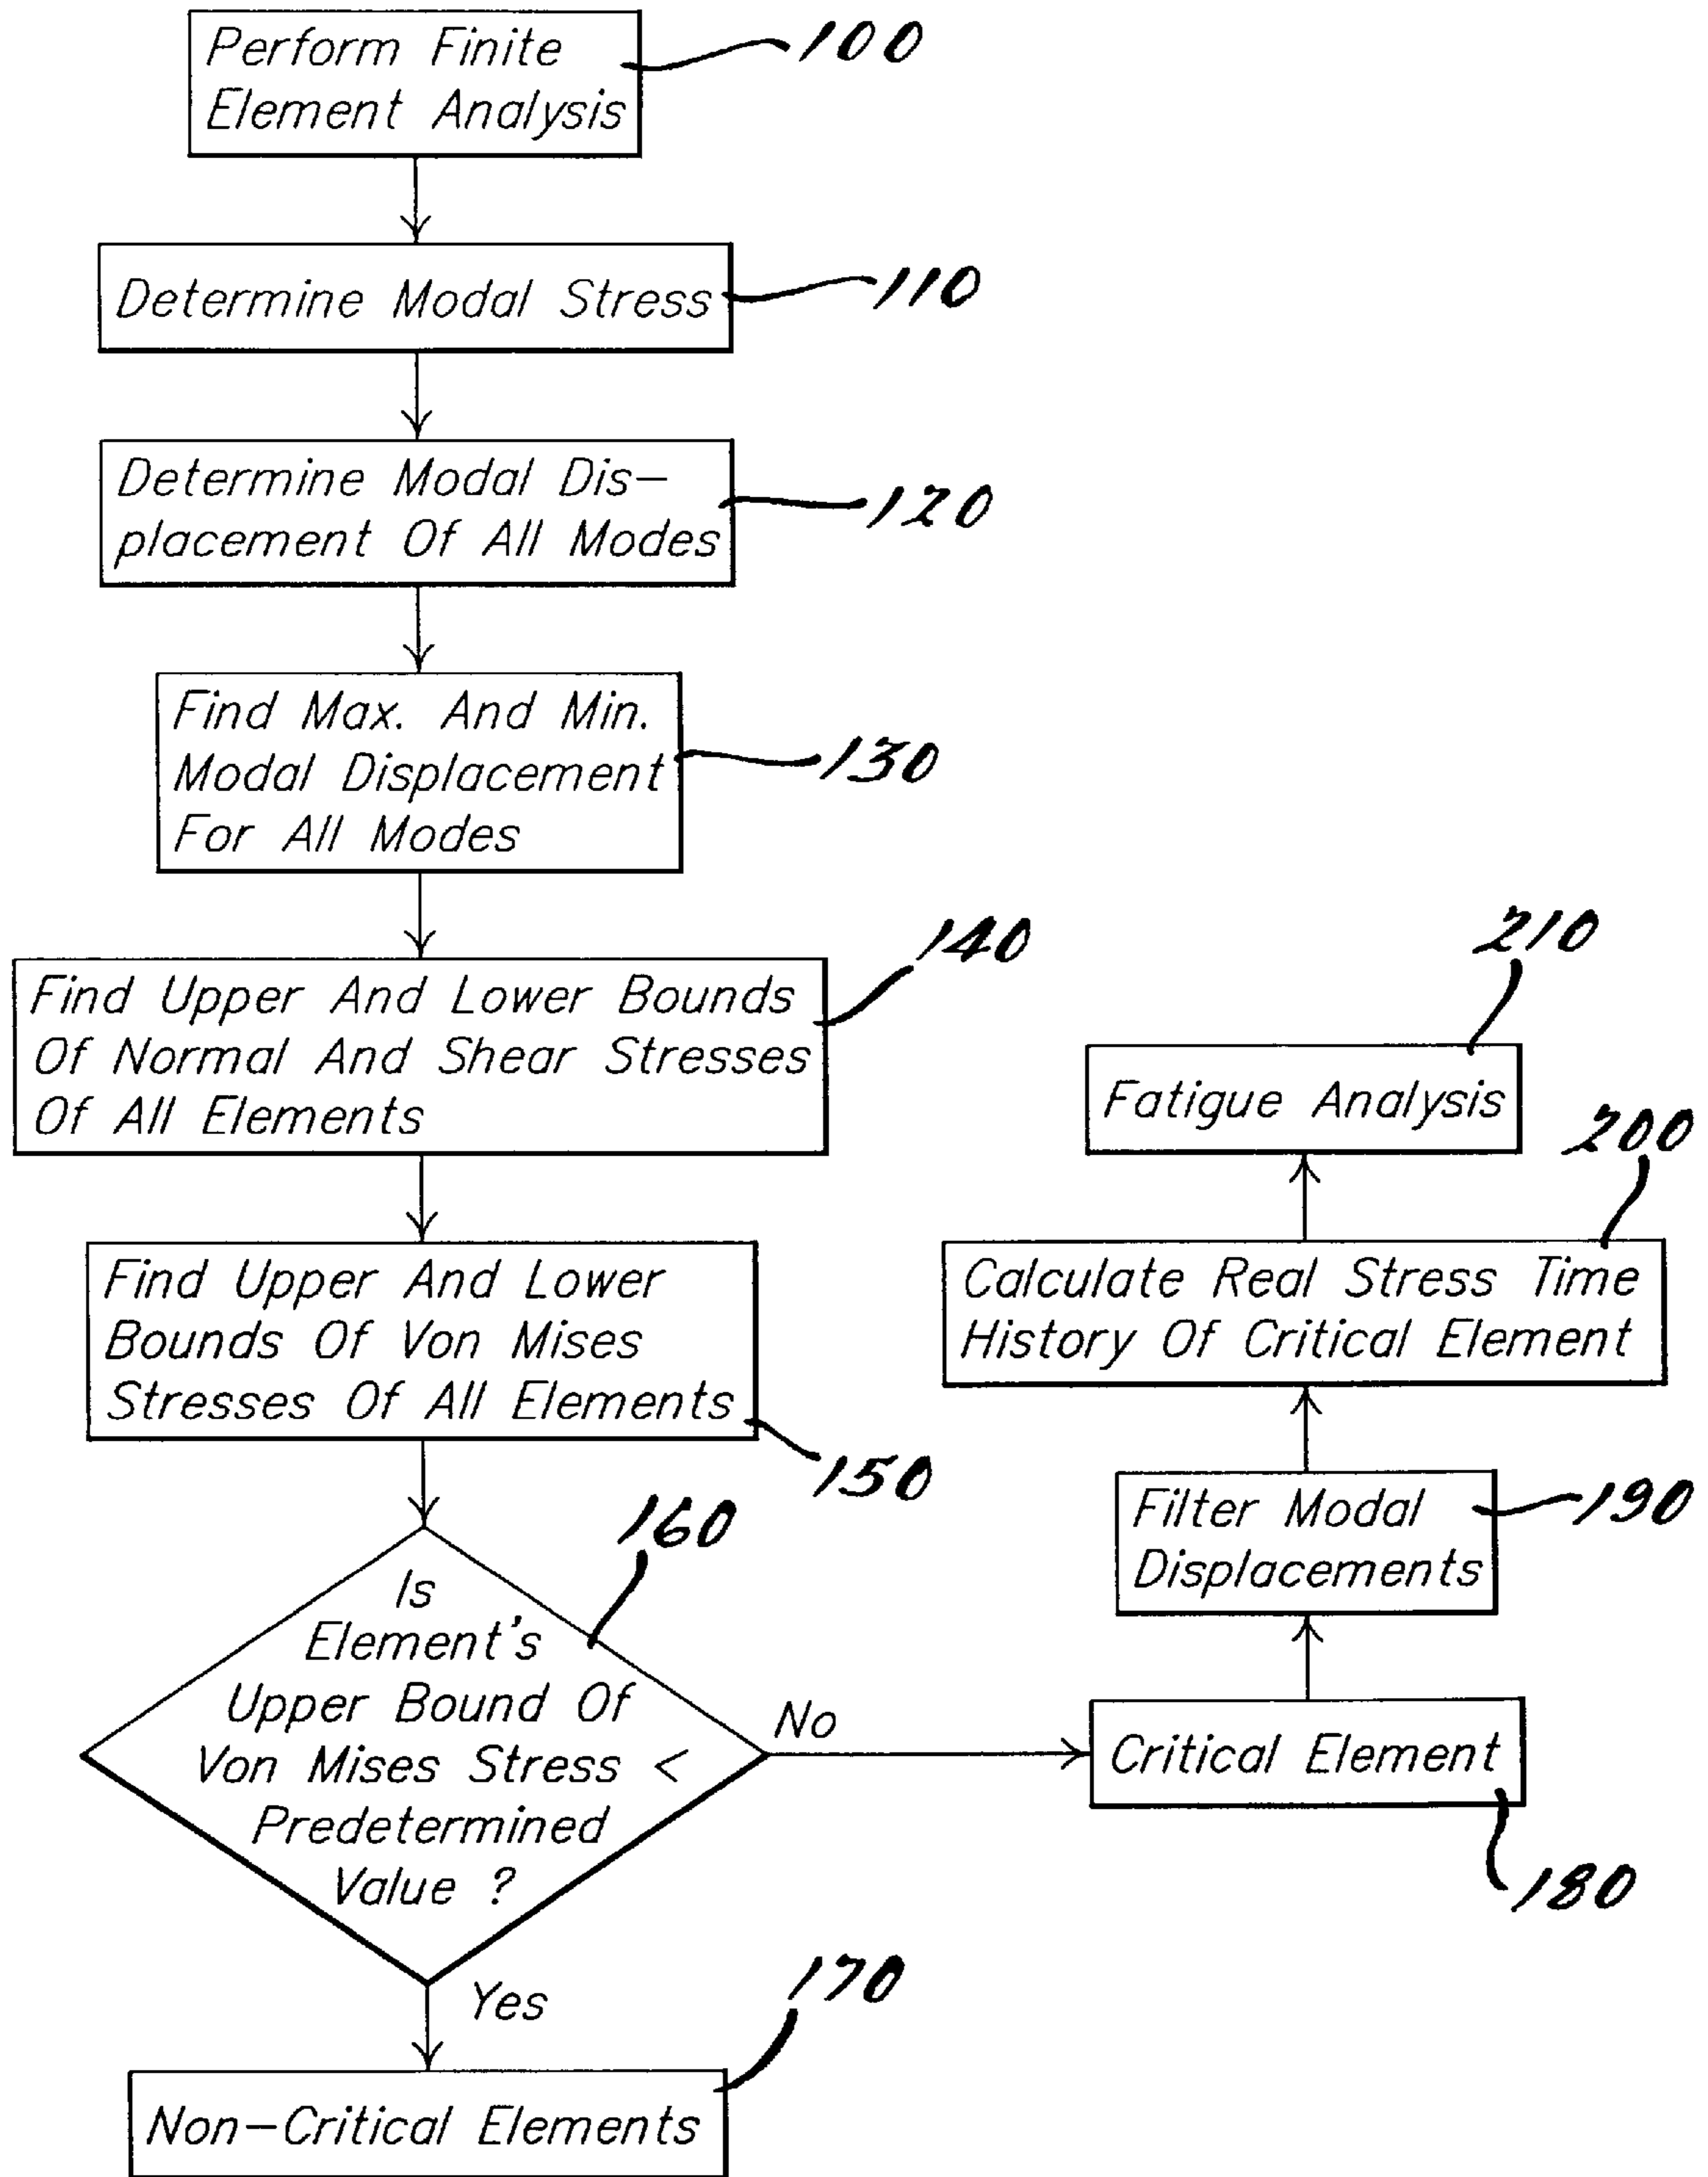 Perform Finite
Element Analysis
100
Determine Modal Stress
110
Determine Modal Dis-
placement Of All Modes
120
Find Max. And Min.
Modal Displacement
For All Modes
130
Find Upper And Lower Bounds
Of Normal And Shear Stresses
Of All Elements
140
Find Upper And Lower
Bounds Of Von Mises
Stresses Of All Elements
150
160
Is
Element's
Upper Bound Of
Von Mises Stress <
Predetermined
Value ?
Yes
170
Non-Critical Elements
No
Critical Element
180
Filter Modal
Displacements
190
Calculate Real Stress Time
History Of Critical Element
200
Fatigue Analysis
210